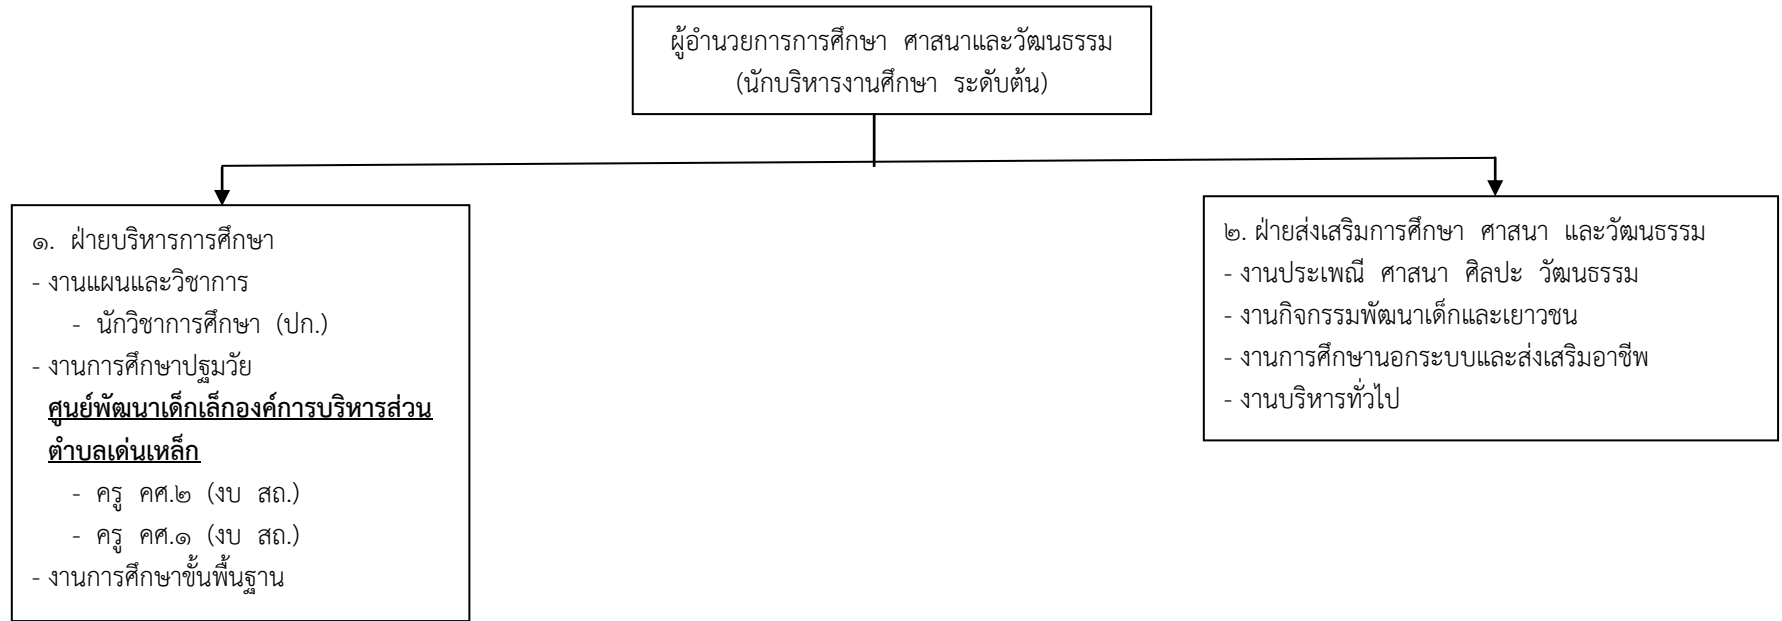 ผู้อำนวยการการศึกษา ศาสนาและวัฒนธรรม
(นักบริหารงานศึกษา ระดับต้น)
๑. ฝ่ายบริหารการศึกษา
- งานแผนและวิชาการ
- นักวิชาการศึกษา (ปก.)
- งานการศึกษาปฐมวัย
ศูนย์พัฒนาเด็กเล็กองค์การบริหารส่วน
ตำบลเด่นเหล็ก
- ครู คศ.๒ (งบ สถ.)
- ครู คศ.๑ (งบ สถ.)
- งานการศึกษาขั้นพื้นฐาน
๒. ฝ่ายส่งเสริมการศึกษา ศาสนา และวัฒนธรรม
- งานประเพณี ศาสนา ศิลปะ วัฒนธรรม
- งานกิจกรรมพัฒนาเด็กและเยาวชน
- งานการศึกษานอกระบบและส่งเสริมอาชีพ
- งานบริหารทั่วไป